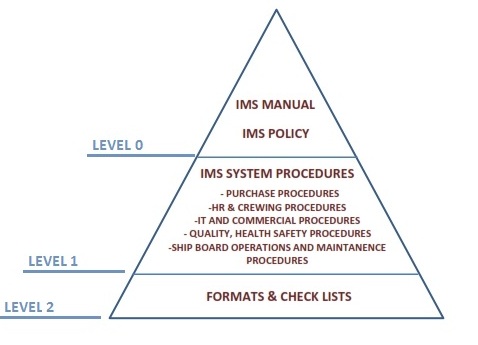 IMS MANUAL
IMS POLICY
LEVEL 0
IMS SYSTEM PROCEDURES
- PURCHASE PROCEDURES
-HR & CREWING PROCEDURES
-IT AND COMMERCIAL PROCEDURES
- QUALITY, HEALTH SAFETY PROCEDURES
-SHIP BOARD OPERATIONS AND MAINTANENCE
PROCEDURES
LEVEL 1
FORMATS & CHECK LISTS
LEVEL 2